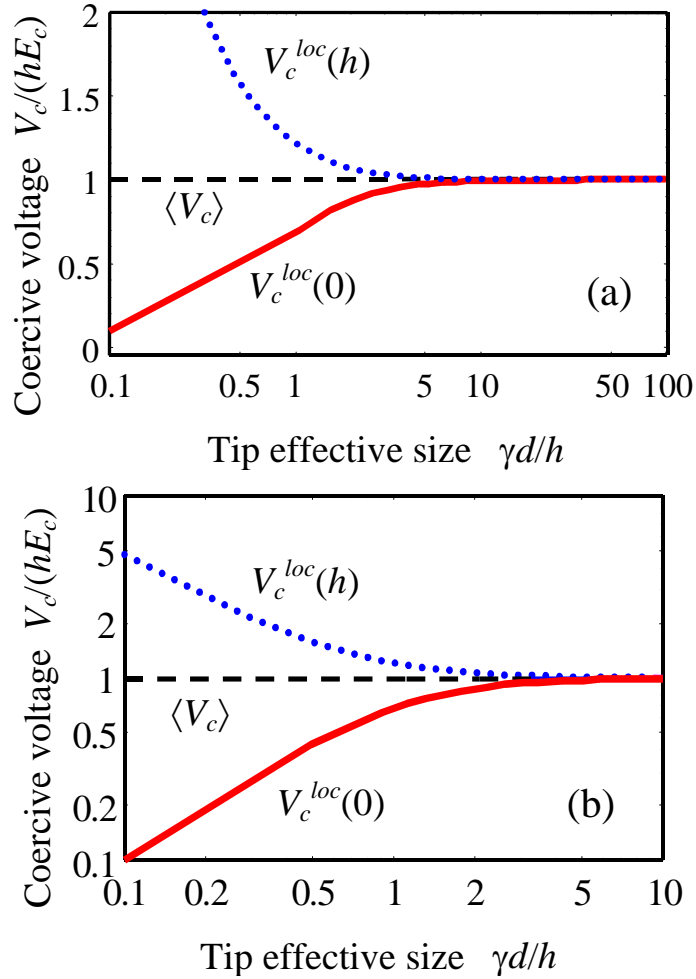 2
V_c^{loc}(h)
1.5
1
⟨V_c⟩
0.5
V_c^{loc}(0)
(a)
0
0.1 0.5 1 5 10 50 100
Coercive voltage V_c/(hE_c)
Tip effective size γd/h
10
5
V_c^{loc}(h)
2
1
⟨V_c⟩
0.5
V_c^{loc}(0)
(b)
0.2
0.1
0.1 0.2 0.5 1 2 5 10
Coercive voltage V_c/(hE_c)
Tip effective size γd/h